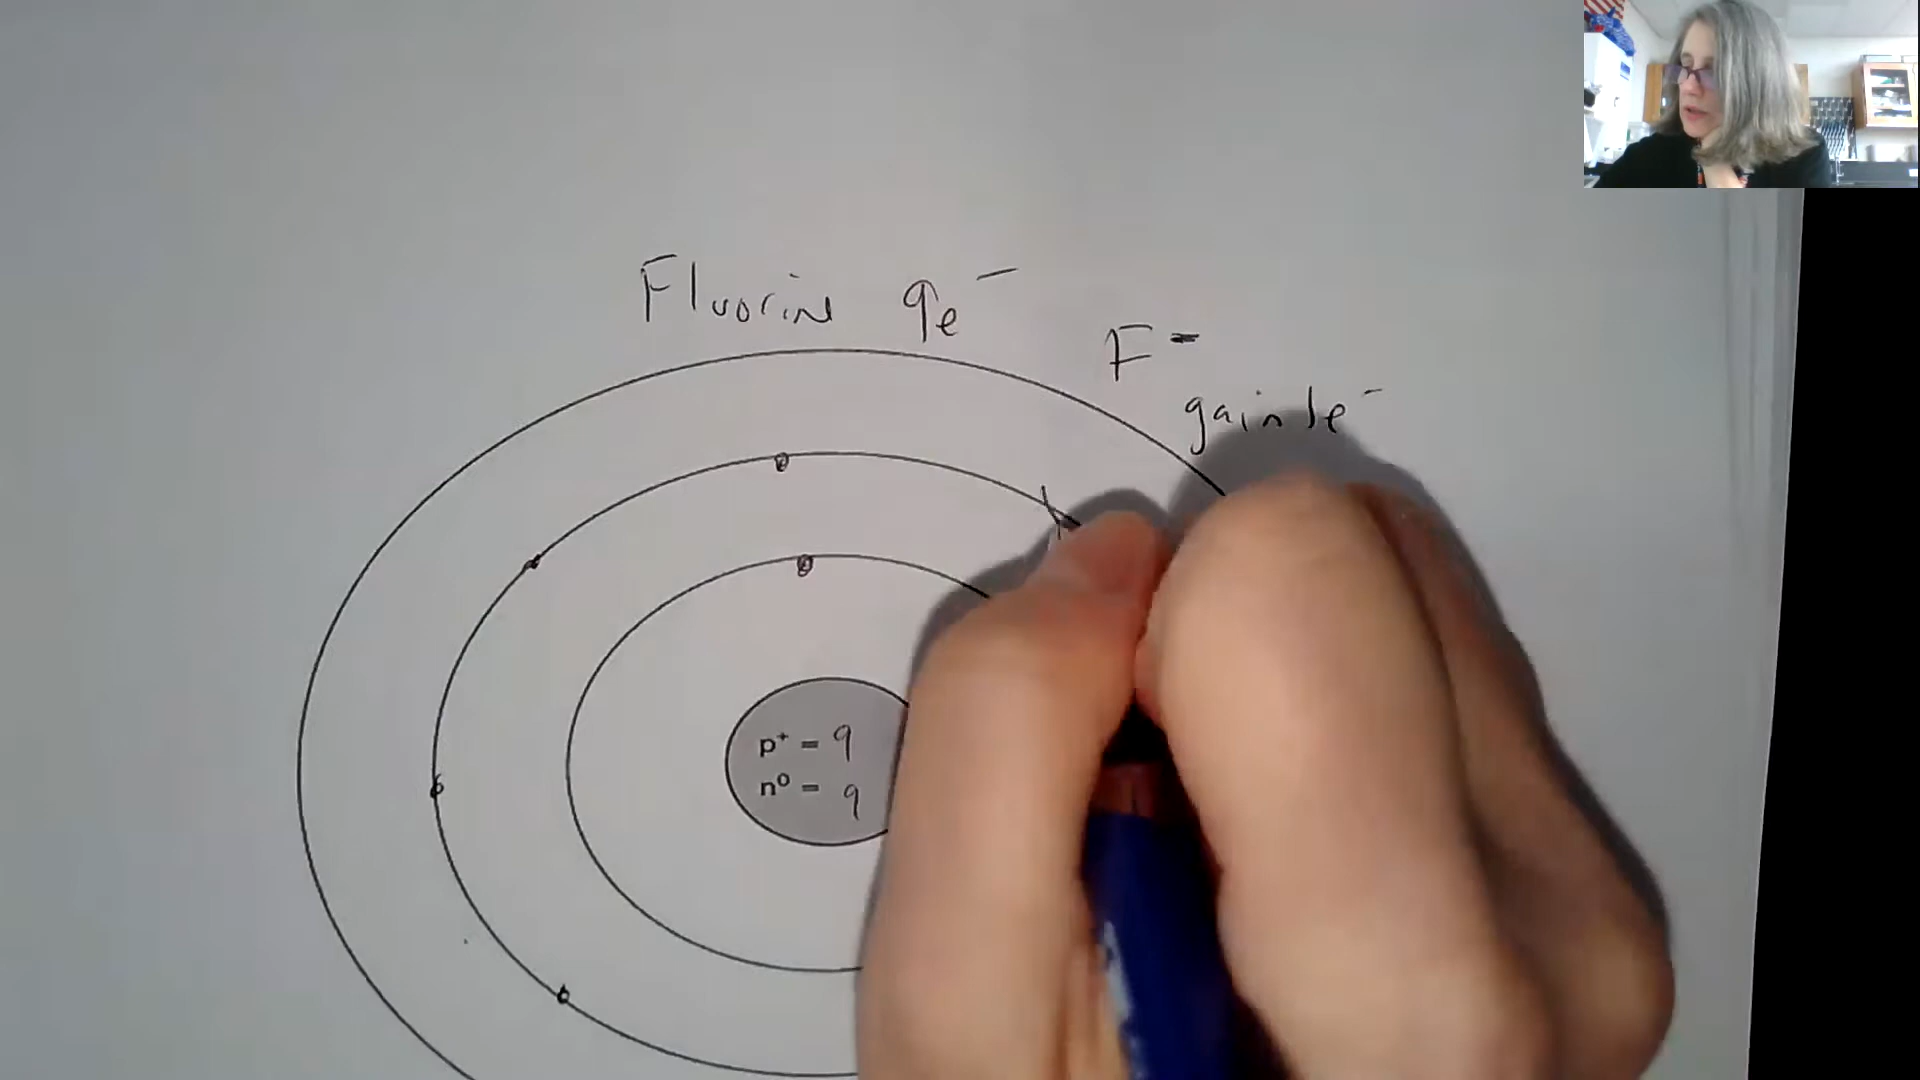 Fluorine 9e⁻
F⁻
gain 1e⁻
p⁺ = 9
n⁰ = 9